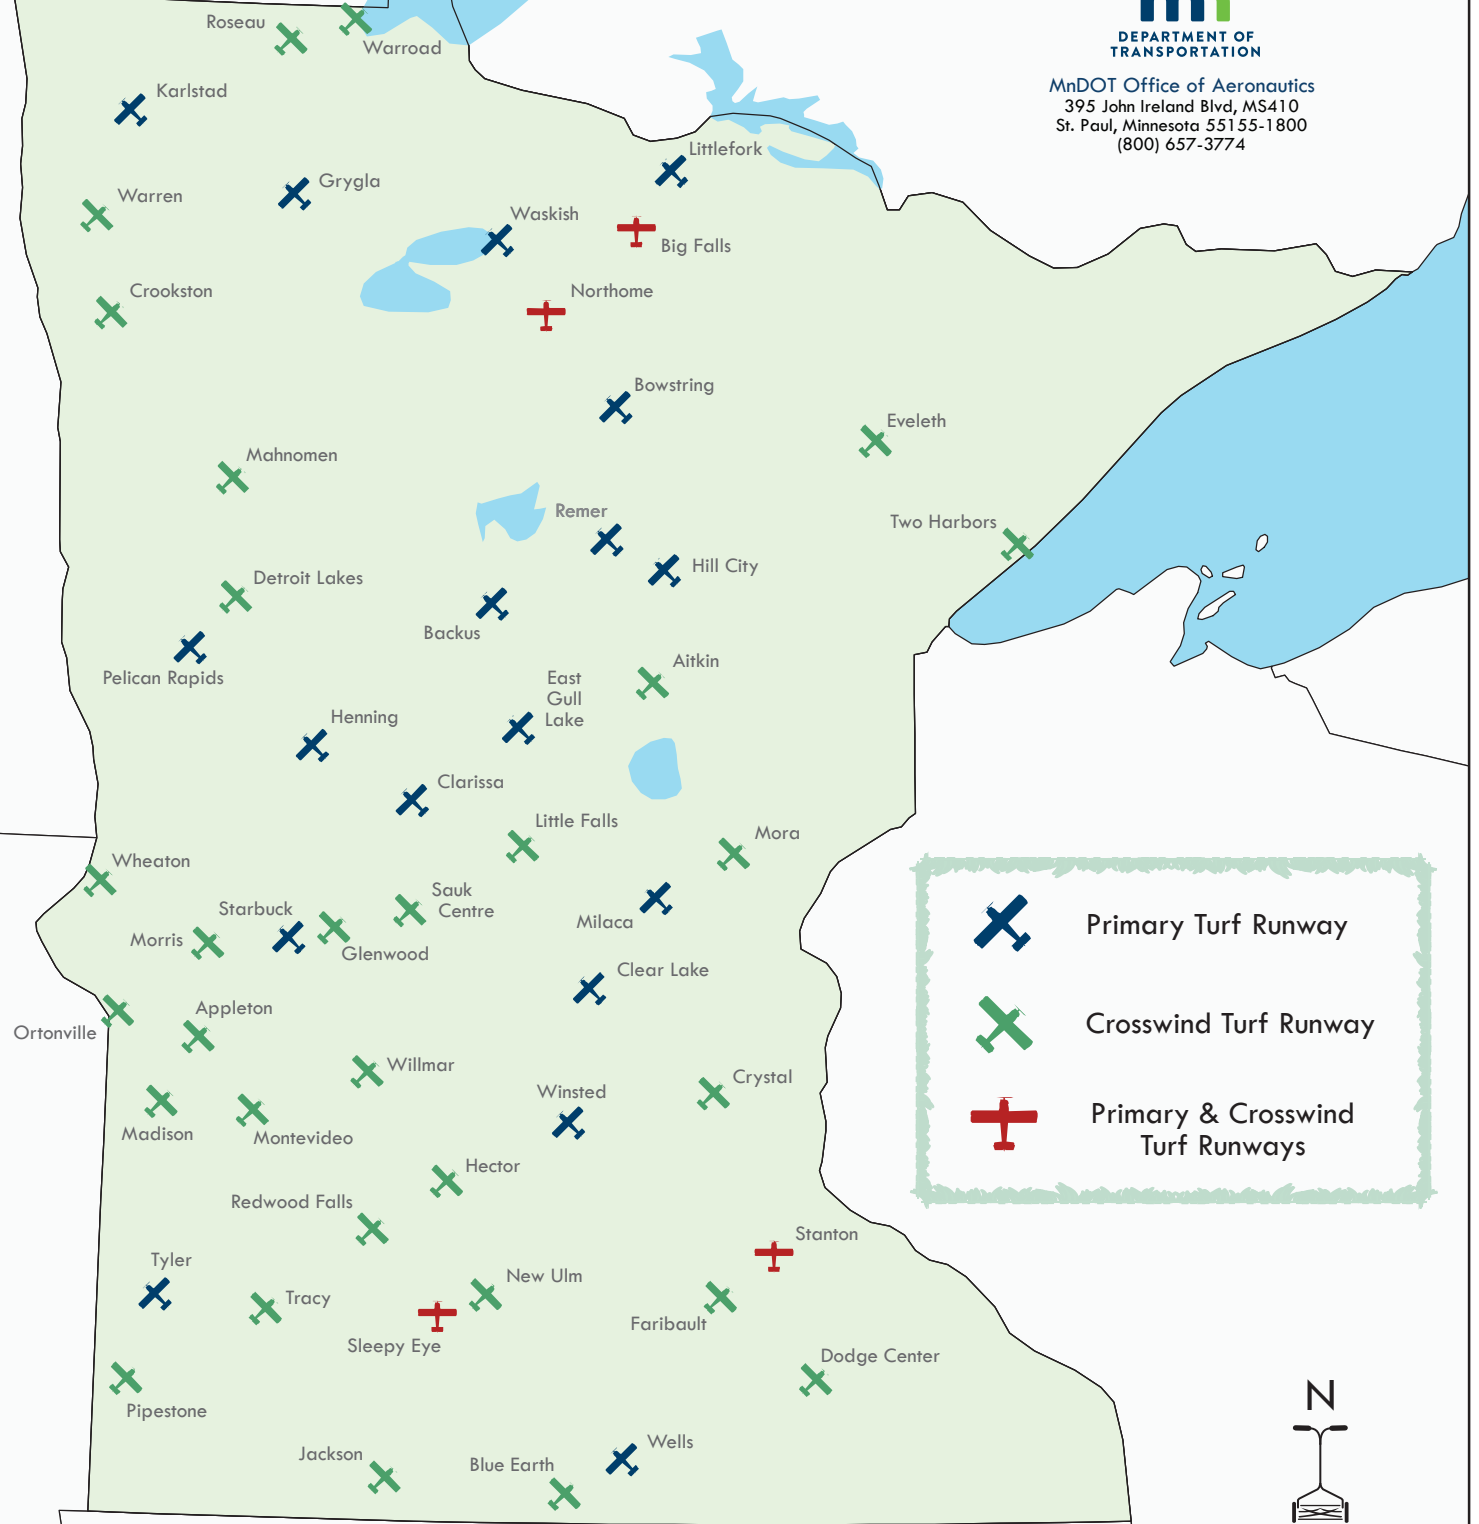 Roseau
Warroad
DEPARTMENT OF
TRANSPORTATION
MnDOT Office of Aeronautics
395 John Ireland Blvd, MS410
St. Paul, Minnesota 55155-1800
(800) 657-3774
Karlstad
Littlefork
Grygla
Warren
Waskish
Big Falls
Crookston
Northome
Bowstring
Eveleth
Mahnomen
Remer
Two Harbors
Hill City
Detroit Lakes
Backus
Pelican Rapids
Aitkin
East
Gull
Lake
Henning
Clarissa
Little Falls
Mora
Wheaton
Sauk
Centre
Starbuck
Milaca
Morris
Glenwood
Clear Lake
Appleton
Ortonville
Willmar
Crystal
Winsted
Madison
Montevideo
Hector
Redwood Falls
Stanton
Tyler
New Ulm
Tracy
Faribault
Sleepy Eye
Dodge Center
Pipestone
Jackson
Blue Earth
Wells
Primary Turf Runway
Crosswind Turf Runway
Primary & Crosswind
Turf Runways
N